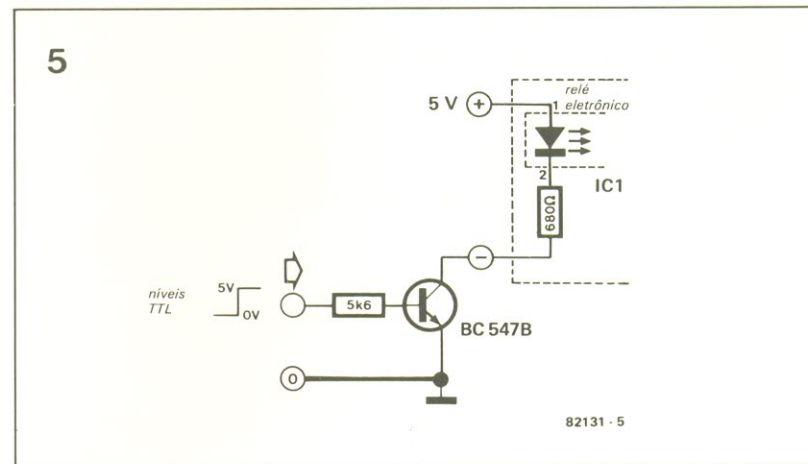 5
5 V +
1 relé
eletrônico
2
IC1
680Ω
−
níveis
TTL
5V
0V
5k6
BC 547B
0
82131 - 5